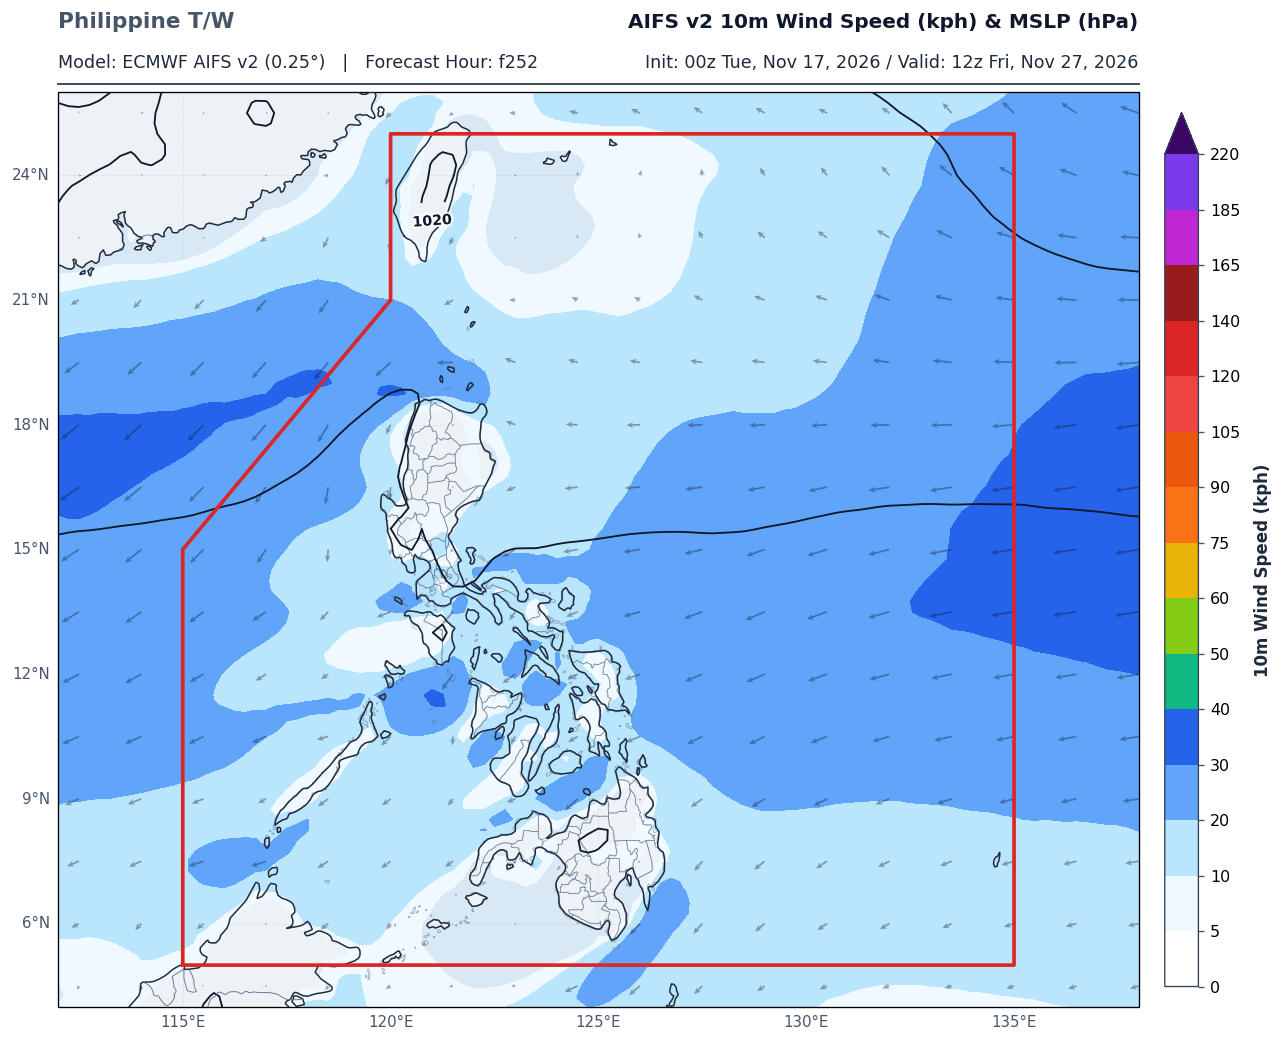 Philippine T/W
AIFS v2 10m Wind Speed (kph) & MSLP (hPa)
Model: ECMWF AIFS v2 (0.25°) | Forecast Hour: f252
Init: 00z Tue, Nov 17, 2026 / Valid: 12z Fri, Nov 27, 2026
24°N
21°N
18°N
15°N
12°N
9°N
6°N
1020
115°E
120°E
125°E
130°E
135°E
220
185
165
140
120
105
90
75
60
50
40
30
20
10
5
0
10m Wind Speed (kph)